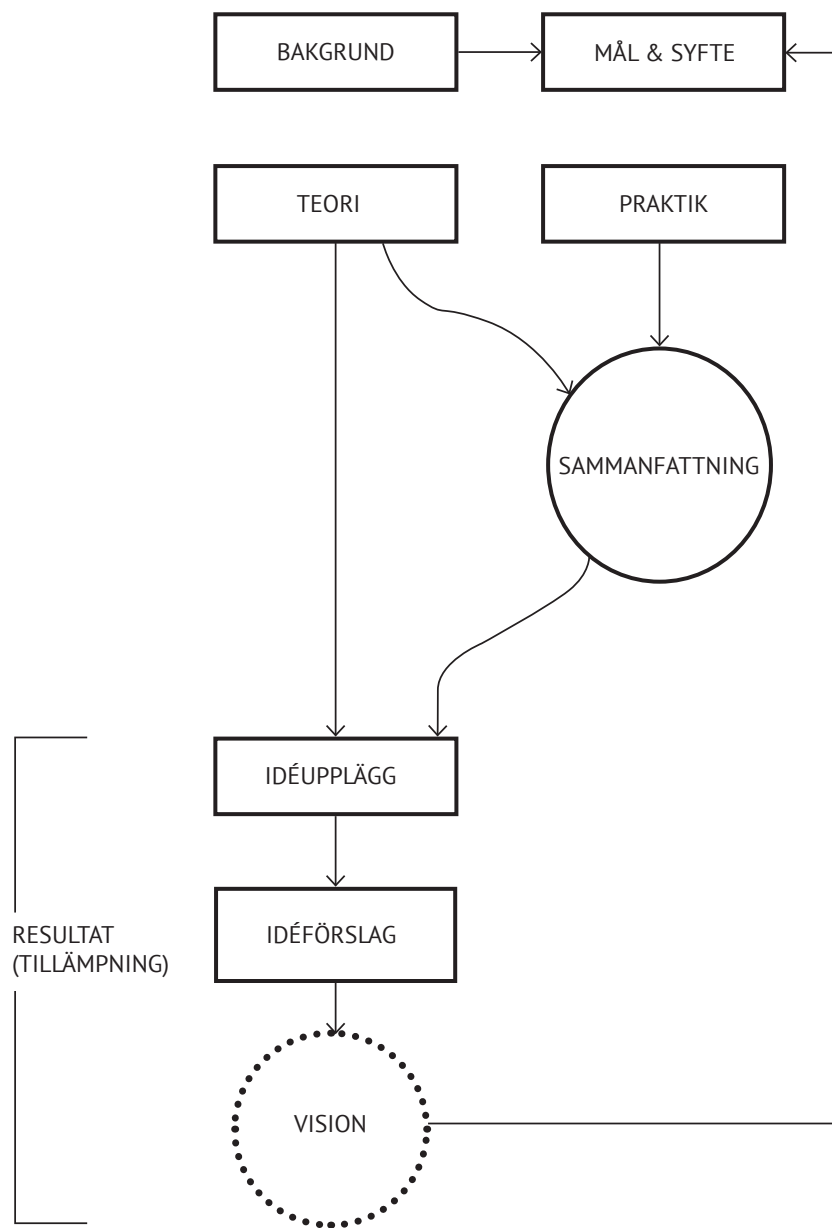 BAKGRUND
MÅL & SYFTE
TEORI
PRAKTIK
SAMMANFATTNING
IDÉUPPLÄGG
IDÉFÖRSLAG
RESULTAT
(TILLÄMPNING)
VISION